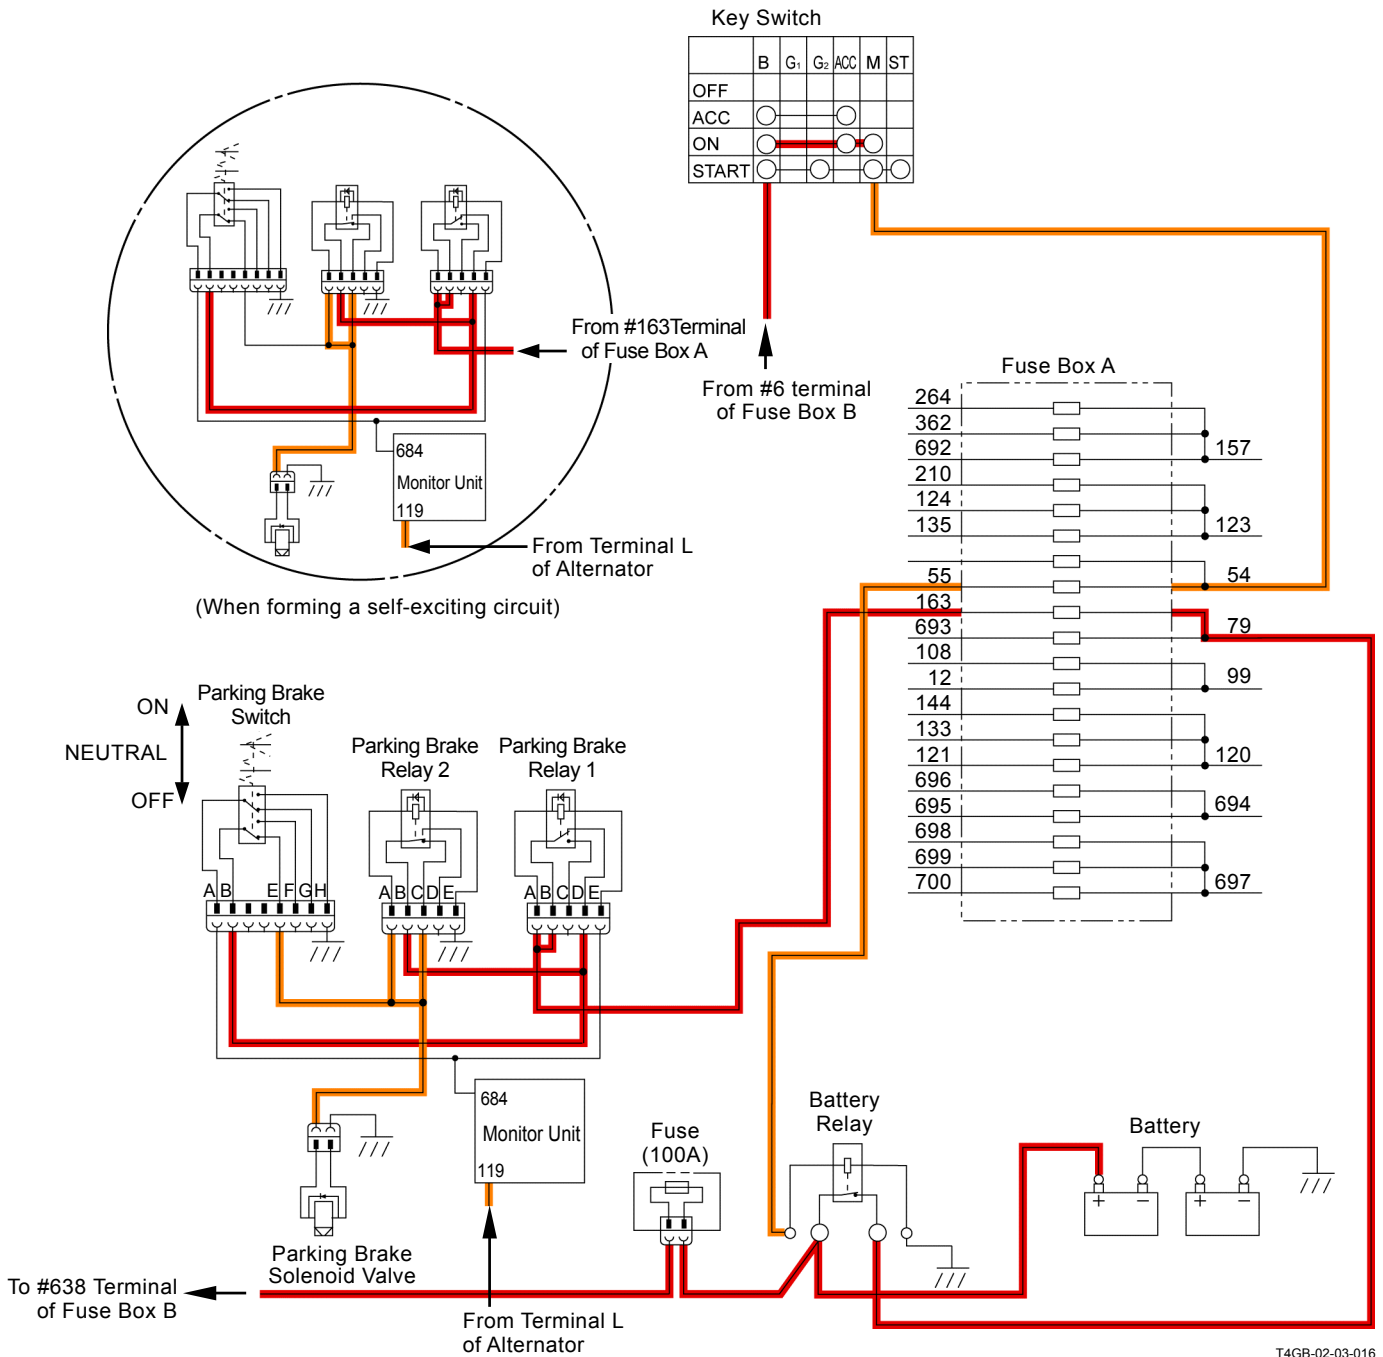 Key Switch
B G₁ G₂ ACC M ST
OFF
ACC
ON
START
From #163Terminal
of Fuse Box A
From #6 terminal
of Fuse Box B
684
Monitor Unit
119
From Terminal L
of Alternator
(When forming a self-exciting circuit)
Fuse Box A
264
362
692 157
210
124
135 123
55 54
163
693 79
108
12 99
144
133
121 120
696
695 694
698
699
700 697
ON
NEUTRAL
OFF
Parking Brake
Switch
Parking Brake
Relay 2
Parking Brake
Relay 1
A B E F G H
A B C D E
A B C D E
684
Monitor Unit
119
Parking Brake
Solenoid Valve
Fuse
(100A)
Battery
Relay
Battery
+ − + −
To #638 Terminal
of Fuse Box B
From Terminal L
of Alternator
T4GB-02-03-016